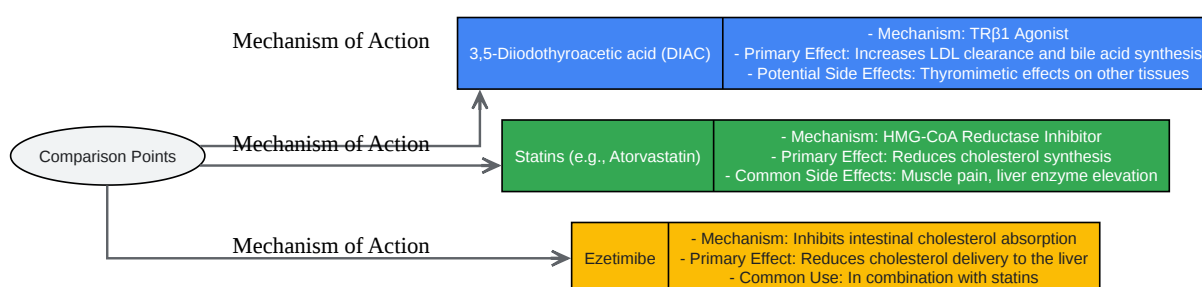 Mechanism of Action
3,5-Diiodothyroacetic acid (DIAC)
- Mechanism: TRβ1 Agonist
- Primary Effect: Increases LDL clearance and bile acid synthesis
- Potential Side Effects: Thyromimetic effects on other tissues
Comparison Points
Mechanism of Action
Statins (e.g., Atorvastatin)
- Mechanism: HMG-CoA Reductase Inhibitor
- Primary Effect: Reduces cholesterol synthesis
- Common Side Effects: Muscle pain, liver enzyme elevation
Mechanism of Action
Ezetimibe
- Mechanism: Inhibits intestinal cholesterol absorption
- Primary Effect: Reduces cholesterol delivery to the liver
- Common Use: In combination with statins